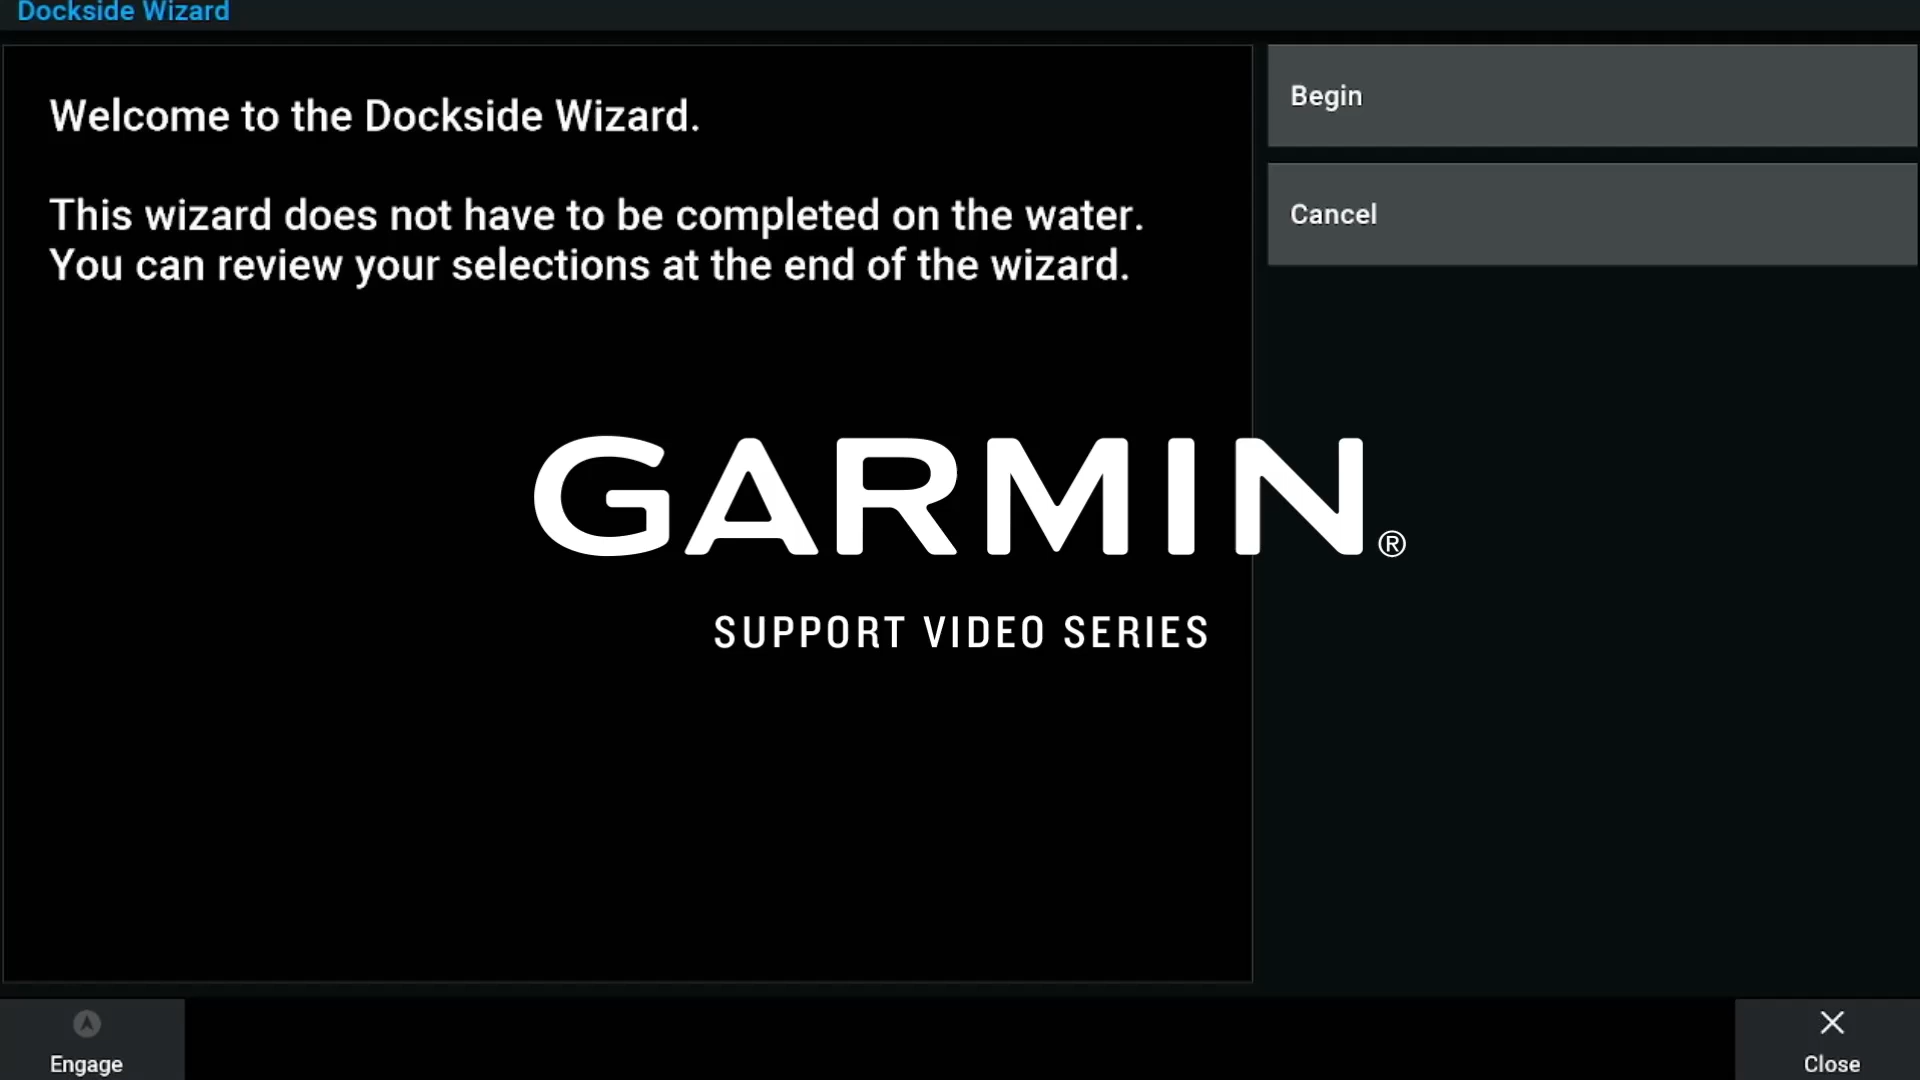 Dockside Wizard
Welcome to the Dockside Wizard.
This wizard does not have to be completed on the water.
You can review your selections at the end of the wizard.
Begin
Cancel
GARMIN®
SUPPORT VIDEO SERIES
Engage
Close